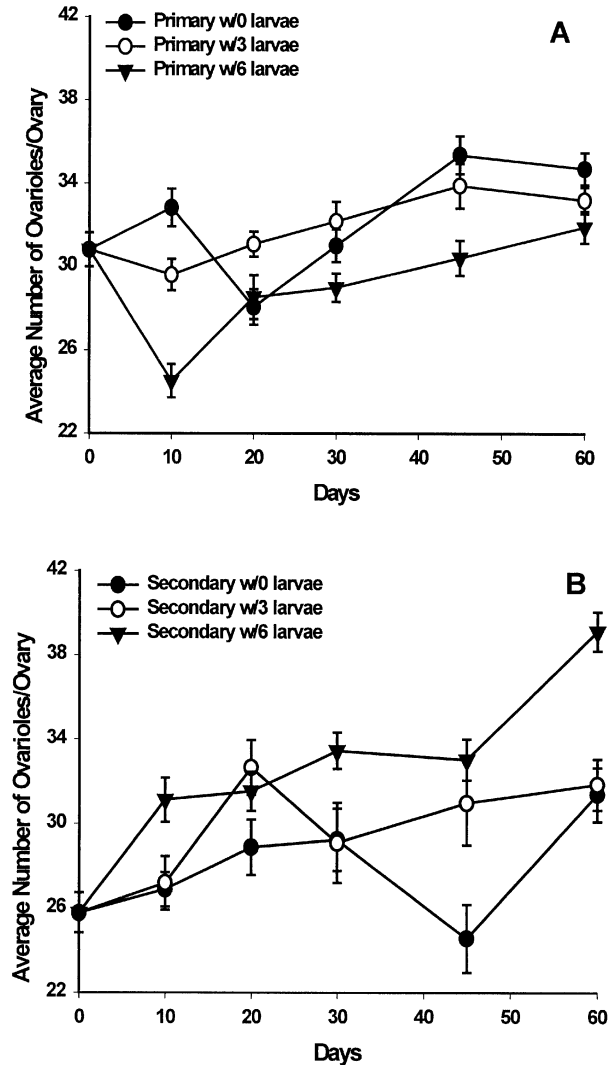 42
38
34
30
26
22
Average Number of Ovarioles/Ovary
Primary w/0 larvae
Primary w/3 larvae
Primary w/6 larvae
A
0 10 20 30 40 50 60
Days
42
38
34
30
26
22
Average Number of Ovarioles/Ovary
Secondary w/0 larvae
Secondary w/3 larvae
Secondary w/6 larvae
B
0 10 20 30 40 50 60
Days